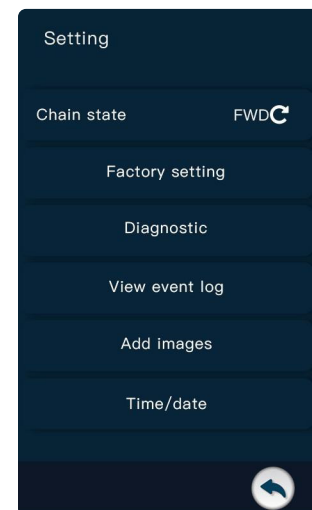 Setting
Chain state FWD
Factory setting
Diagnostic
View event log
Add images
Time/date